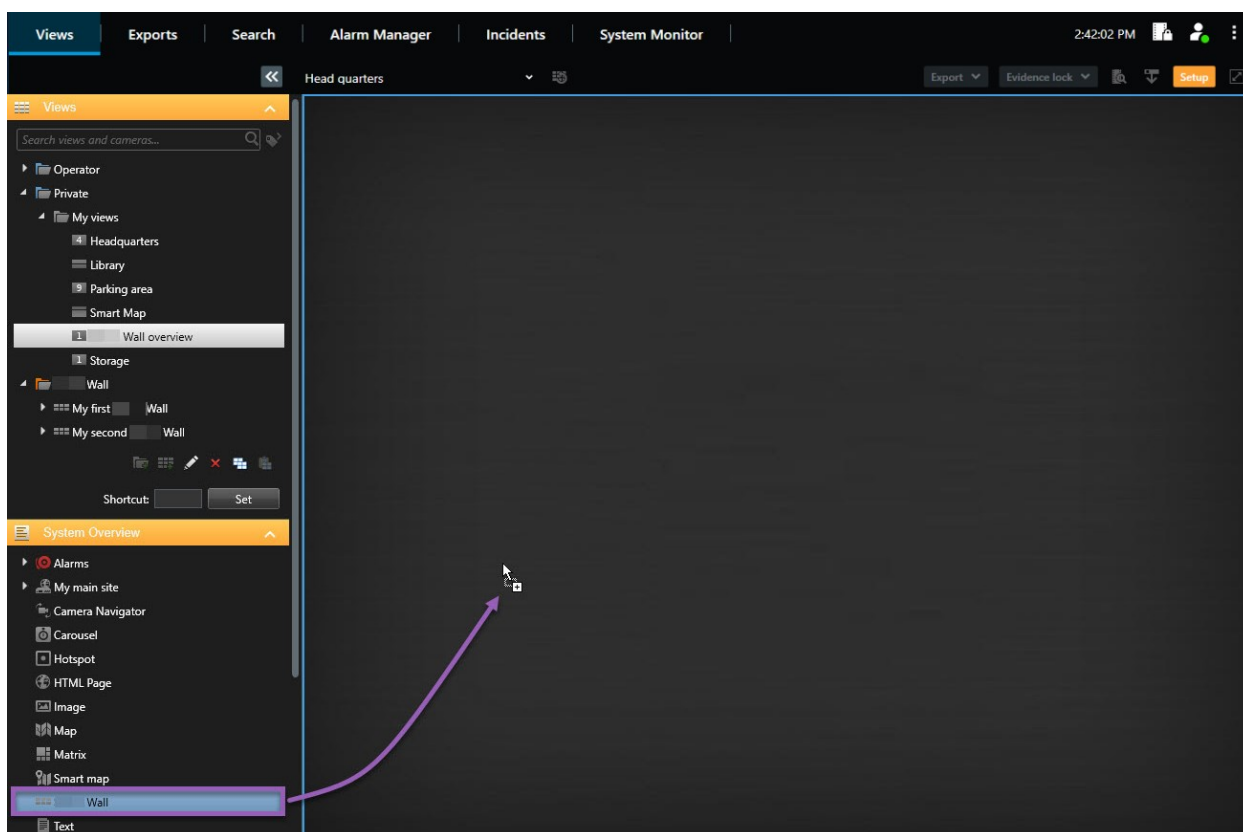 Views Exports Search Alarm Manager Incidents System Monitor 2:42:02 PM
Head quarters Export Evidence lock Setup
Views
Search views and cameras...
Operator
Private
My views
4 Headquarters
Library
9 Parking area
Smart Map
1 Wall overview
1 Storage
Wall
My first Wall
My second Wall
Shortcut: Set
System Overview
Alarms
My main site
Camera Navigator
Carousel
Hotspot
HTML Page
Image
Map
Matrix
Smart map
Wall
Text